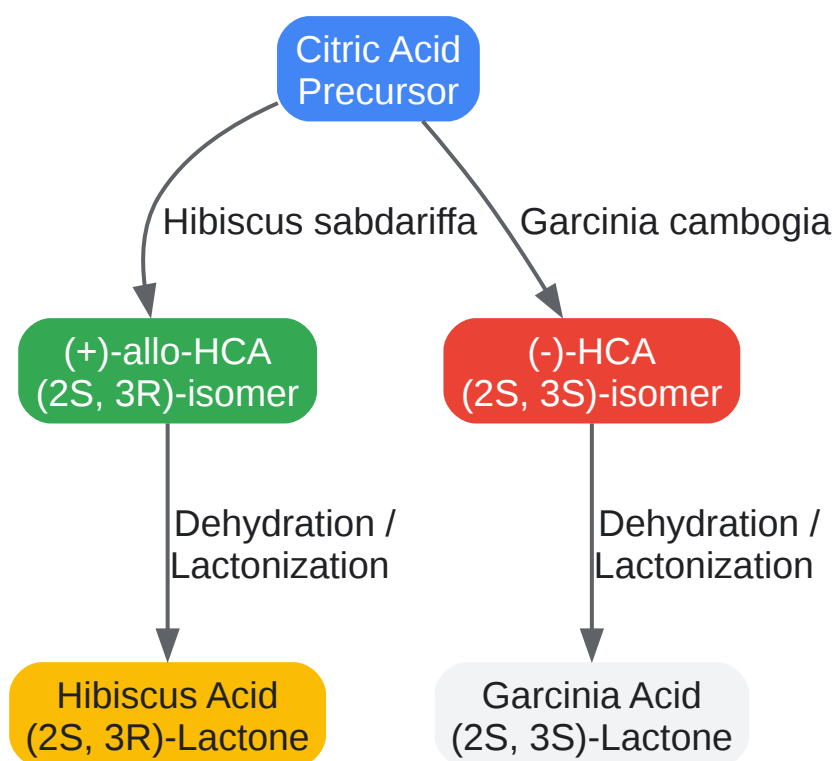 Citric Acid
Precursor
Hibiscus sabdariffa
Garcinia cambogia
(+)-allo-HCA
(2S, 3R)-isomer
(-)-HCA
(2S, 3S)-isomer
Dehydration /
Lactonization
Dehydration /
Lactonization
Hibiscus Acid
(2S, 3R)-Lactone
Garcinia Acid
(2S, 3S)-Lactone